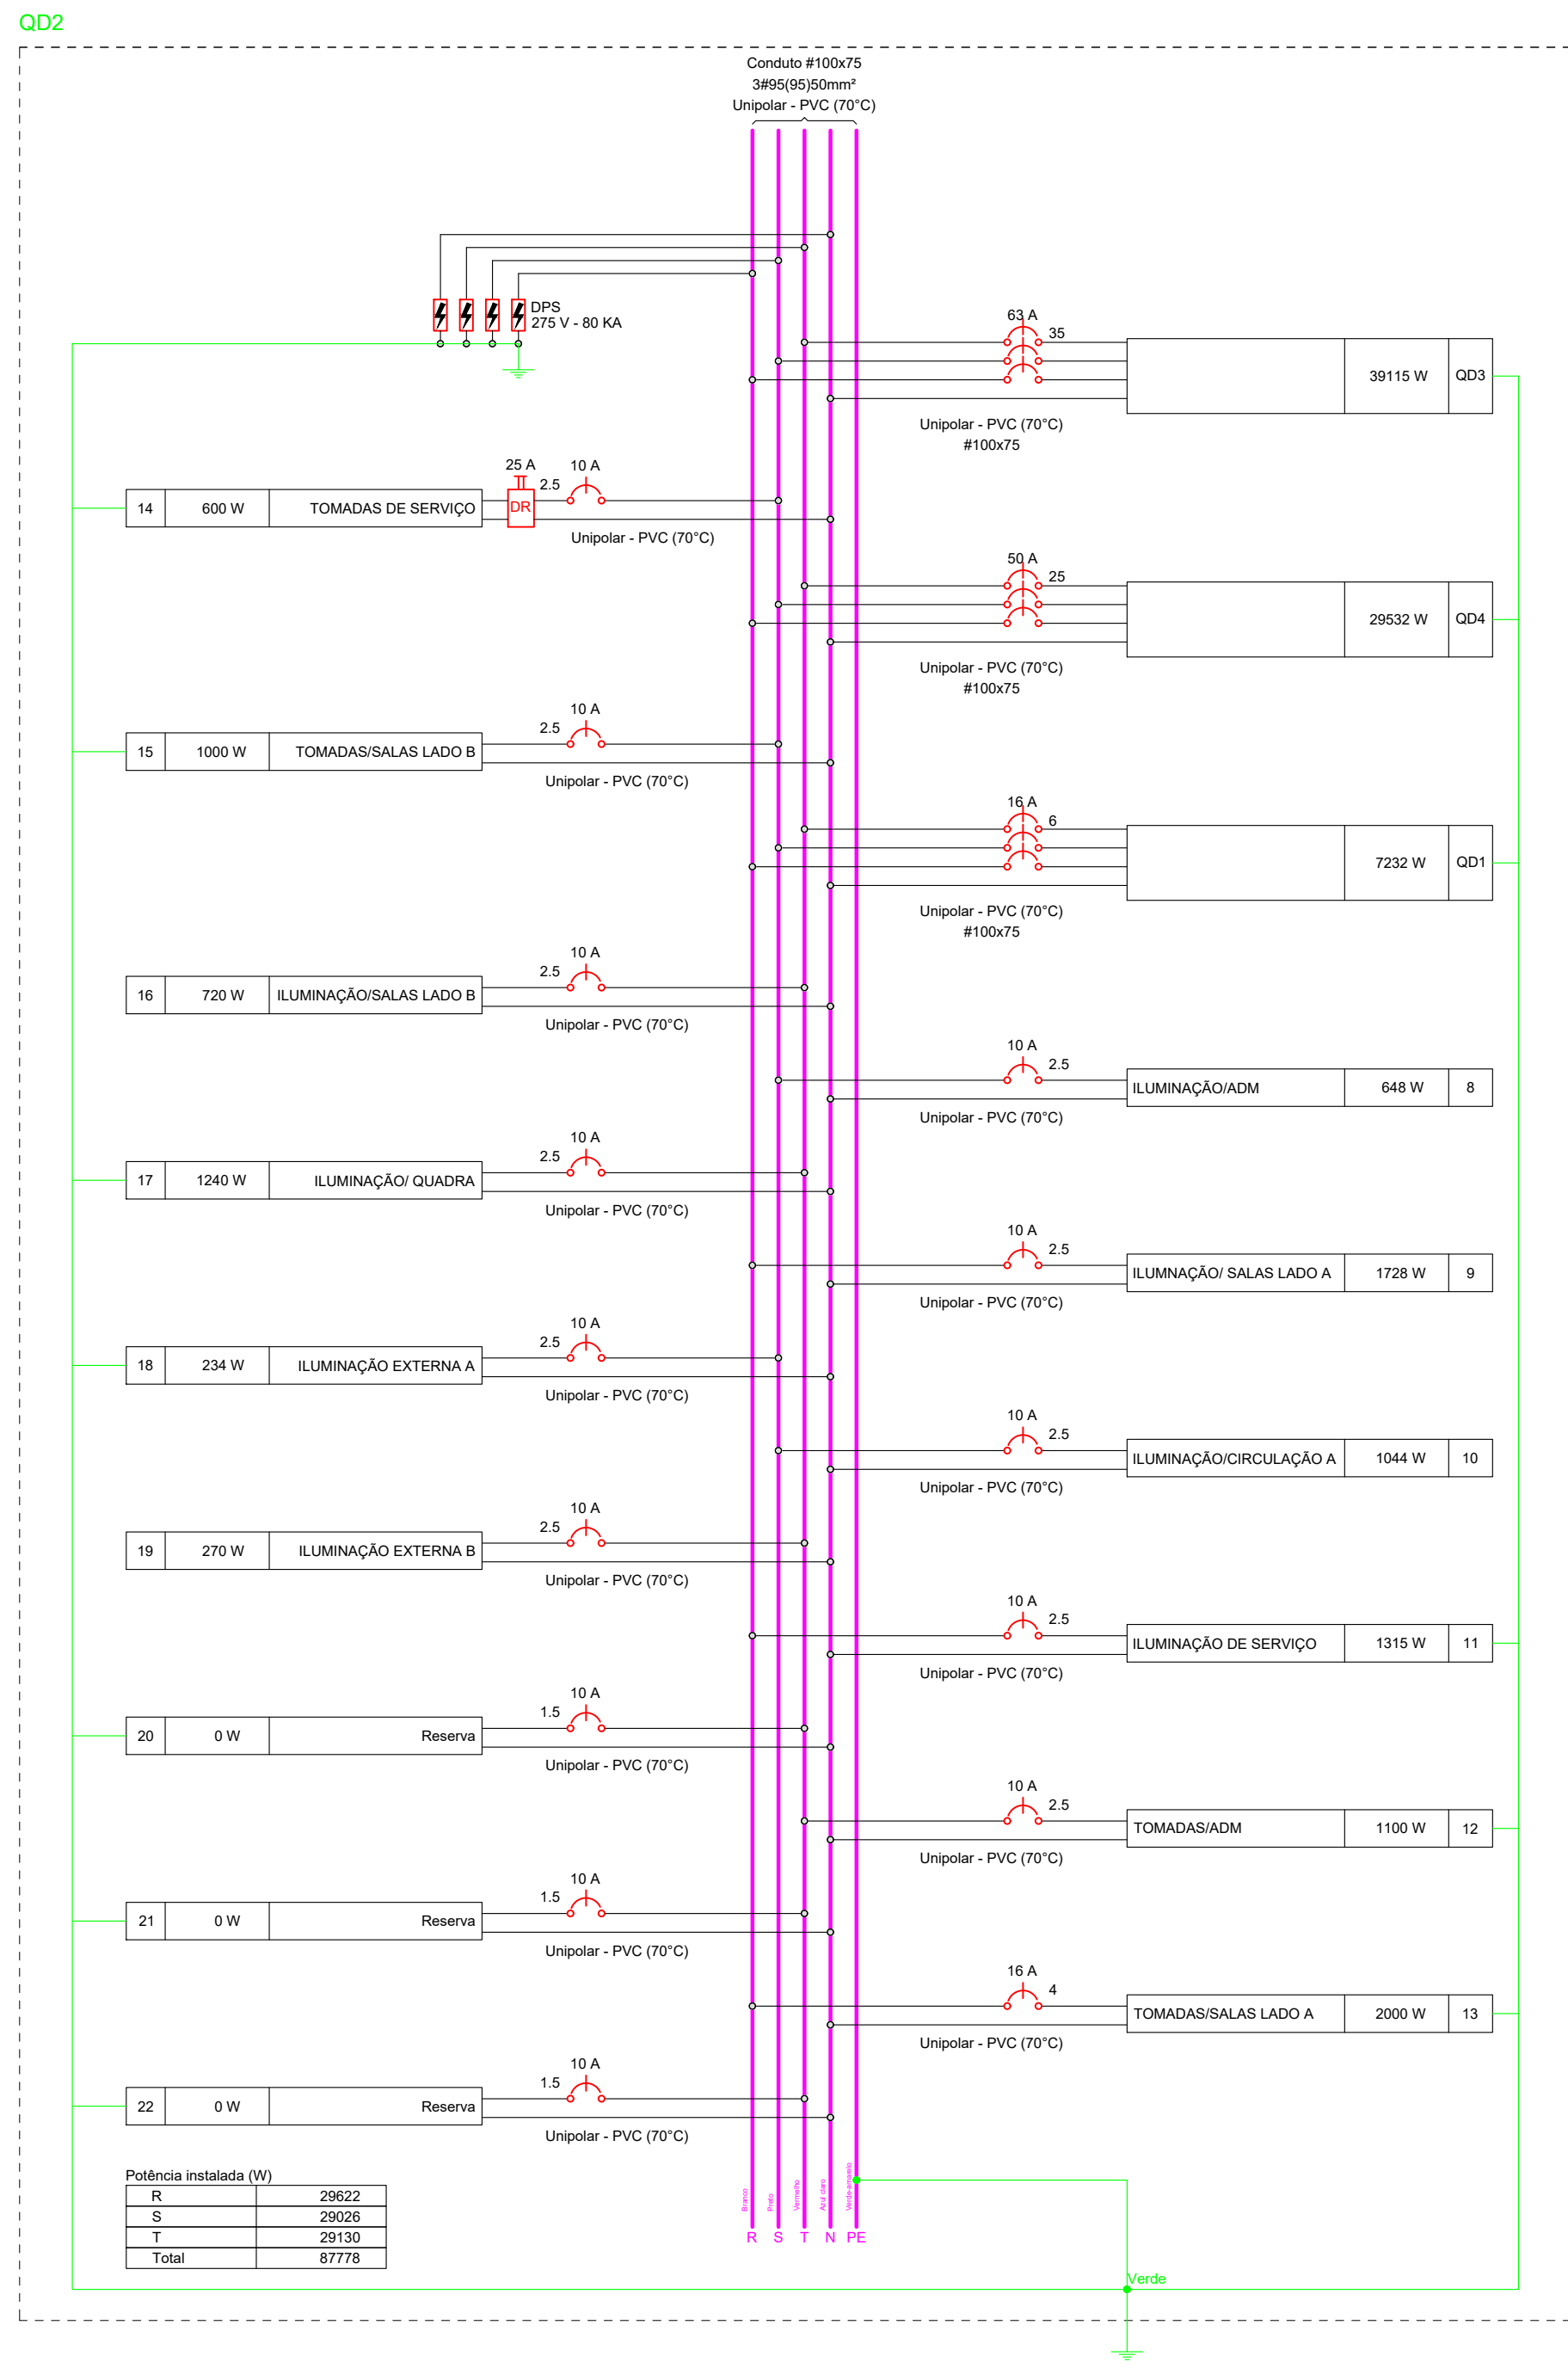 QD2
Conduto #100x75
3#95(95)50mm²
Unipolar - PVC (70°C)
DPS
275 V - 80 KA
63 A
35
39115 W
QD3
Unipolar - PVC (70°C)
#100x75
25 A
10 A
2.5
14
600 W
TOMADAS DE SERVIÇO
DR
Unipolar - PVC (70°C)
50 A
25
29532 W
QD4
Unipolar - PVC (70°C)
#100x75
10 A
2.5
15
1000 W
TOMADAS/SALAS LADO B
Unipolar - PVC (70°C)
16 A
6
7232 W
QD1
Unipolar - PVC (70°C)
#100x75
10 A
2.5
16
720 W
ILUMINAÇÃO/SALAS LADO B
Unipolar - PVC (70°C)
10 A
2.5
ILUMINAÇÃO/ADM
648 W
8
Unipolar - PVC (70°C)
10 A
2.5
17
1240 W
ILUMINAÇÃO/ QUADRA
Unipolar - PVC (70°C)
10 A
2.5
ILUMNAÇÃO/ SALAS LADO A
1728 W
9
Unipolar - PVC (70°C)
10 A
2.5
18
234 W
ILUMINAÇÃO EXTERNA A
Unipolar - PVC (70°C)
10 A
2.5
ILUMINAÇÃO/CIRCULAÇÃO A
1044 W
10
Unipolar - PVC (70°C)
10 A
2.5
19
270 W
ILUMINAÇÃO EXTERNA B
Unipolar - PVC (70°C)
10 A
2.5
ILUMINAÇÃO DE SERVIÇO
1315 W
11
Unipolar - PVC (70°C)
10 A
1.5
20
0 W
Reserva
Unipolar - PVC (70°C)
10 A
2.5
TOMADAS/ADM
1100 W
12
Unipolar - PVC (70°C)
10 A
1.5
21
0 W
Reserva
Unipolar - PVC (70°C)
16 A
4
TOMADAS/SALAS LADO A
2000 W
13
Unipolar - PVC (70°C)
10 A
1.5
22
0 W
Reserva
Unipolar - PVC (70°C)
Potência instalada (W)
R 29622
S 29026
T 29130
Total 87778
Branco
Preto
Vermelho
Azul claro
Verde-amarelo
R S T N PE
Verde